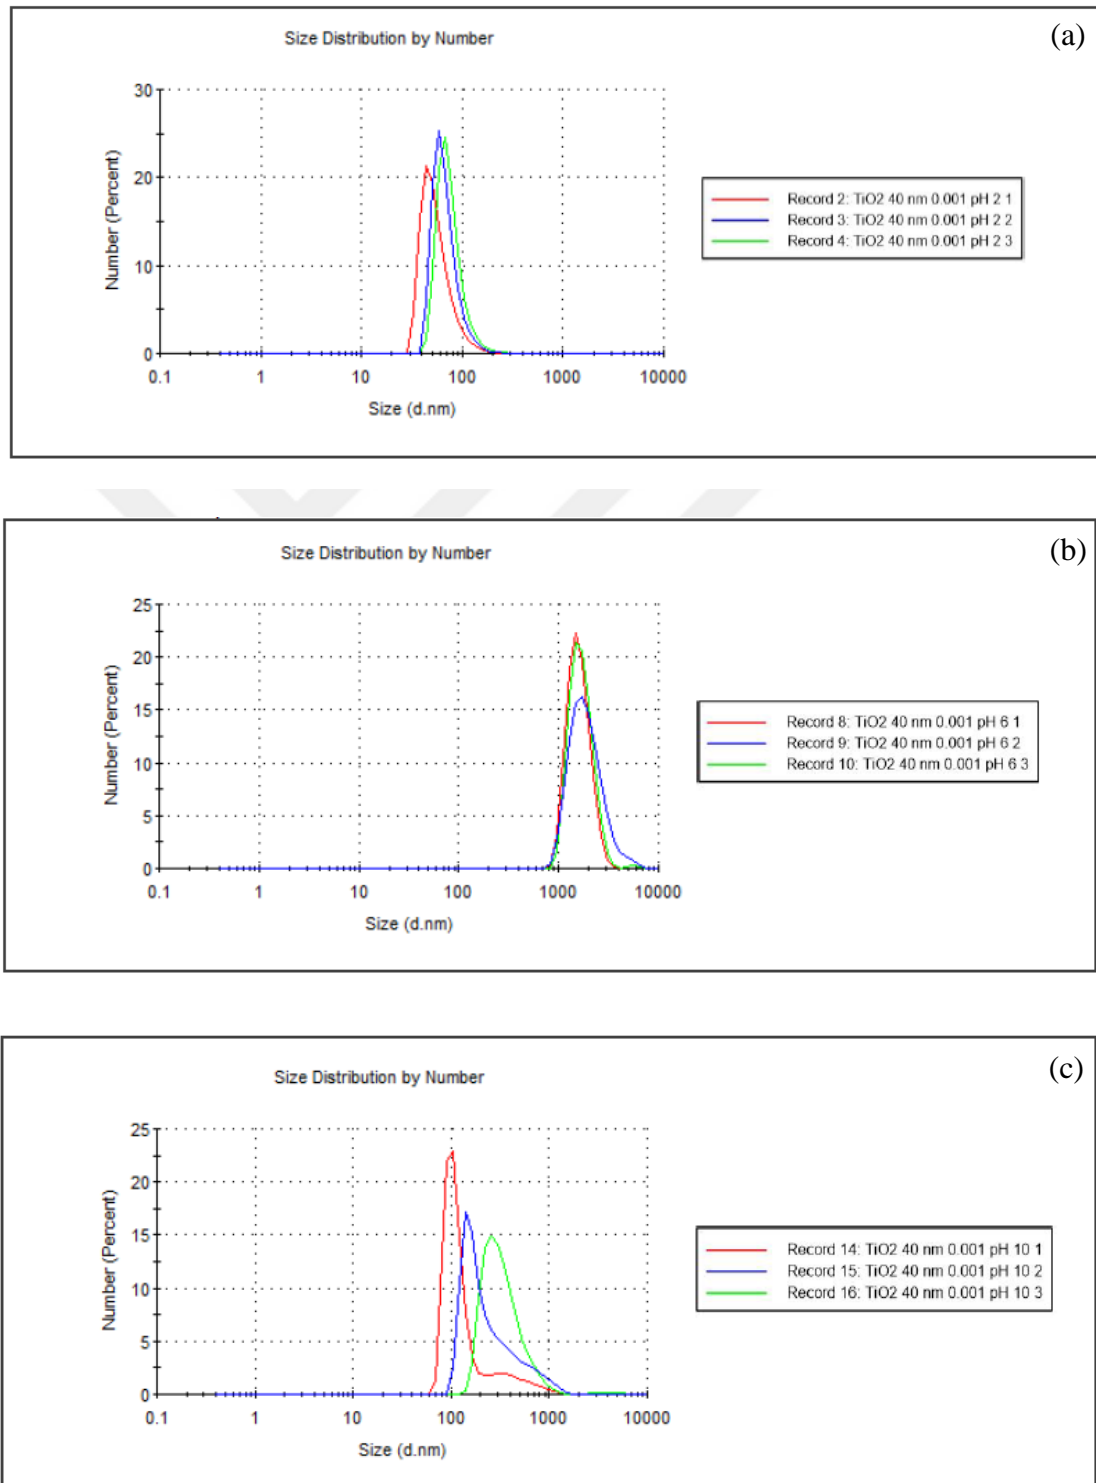 (a)
Size Distribution by Number
30
20
10
0
Number (Percent)
0.1 1 10 100 1000 10000
Size (d.nm)
Record 2: TiO2 40 nm 0.001 pH 2 1
Record 3: TiO2 40 nm 0.001 pH 2 2
Record 4: TiO2 40 nm 0.001 pH 2 3
(b)
Size Distribution by Number
25
20
15
10
5
0
Number (Percent)
0.1 1 10 100 1000 10000
Size (d.nm)
Record 8: TiO2 40 nm 0.001 pH 6 1
Record 9: TiO2 40 nm 0.001 pH 6 2
Record 10: TiO2 40 nm 0.001 pH 6 3
(c)
Size Distribution by Number
25
20
15
10
5
0
Number (Percent)
0.1 1 10 100 1000 10000
Size (d.nm)
Record 14: TiO2 40 nm 0.001 pH 10 1
Record 15: TiO2 40 nm 0.001 pH 10 2
Record 16: TiO2 40 nm 0.001 pH 10 3